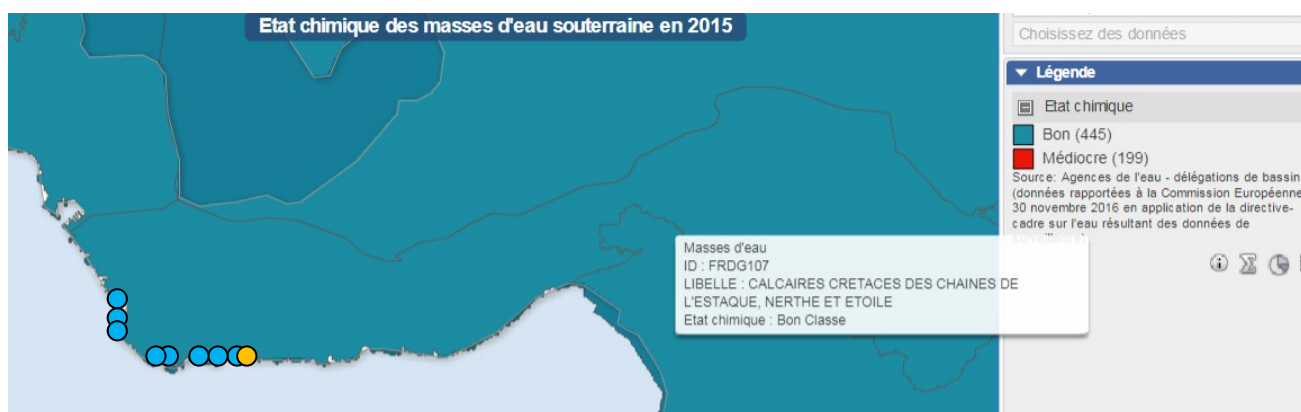 Etat chimique des masses d'eau souterraine en 2015
Choisissez des données
Légende
Etat chimique
Bon (445)
Médiocre (199)
Source: Agences de l'eau - délégations de bassin
(données rapportées à la Commission Européenne
30 novembre 2016 en application de la directive-
cadre sur l'eau résultant des données de
surveillance)
Masses d'eau
ID : FRDG107
LIBELLE : CALCAIRES CRETACES DES CHAINES DE
L'ESTAQUE, NERTHE ET ETOILE
Etat chimique : Bon Classe